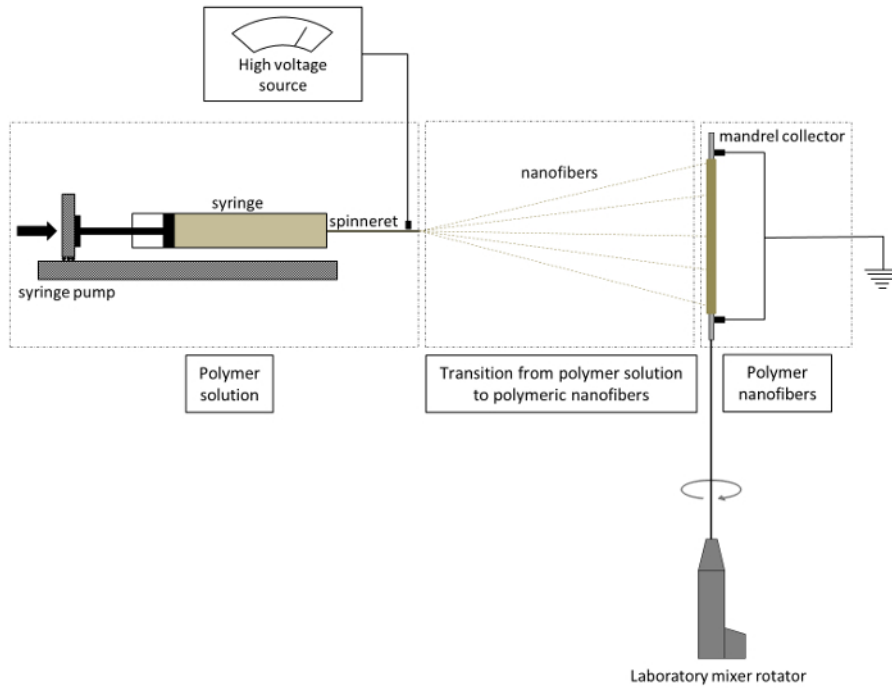 High voltage
source
mandrel collector
nanofibers
syringe
spinneret
syringe pump
Polymer
solution
Transition from polymer solution
to polymeric nanofibers
Polymer
nanofibers
Laboratory mixer rotator